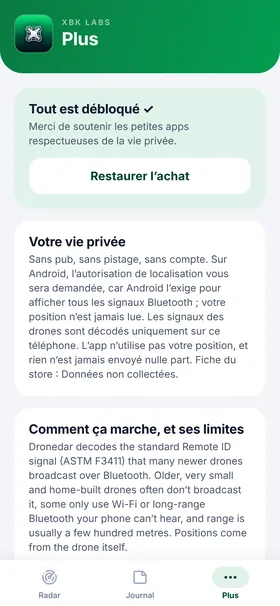 XBK LABS
Plus
Tout est débloqué ✓
Merci de soutenir les petites apps
respectueuses de la vie privée.
Restaurer l’achat
Votre vie privée
Sans pub, sans pistage, sans compte. Sur
Android, l’autorisation de localisation vous
sera demandée, car Android l’exige pour
afficher tous les signaux Bluetooth ; votre
position n’est jamais lue. Les signaux des
drones sont décodés uniquement sur ce
téléphone. L’app n’utilise pas votre position, et
rien n’est jamais envoyé nulle part. Fiche du
store : Données non collectées.
Comment ça marche, et ses limites
Dronedar decodes the standard Remote ID
signal (ASTM F3411) that many newer drones
broadcast over Bluetooth. Older, very small
and home-built drones often don’t broadcast
it, some only use Wi-Fi or long-range
Bluetooth your phone can’t hear, and range is
usually a few hundred metres. Positions come
from the drone itself.
Radar
Journal
Plus